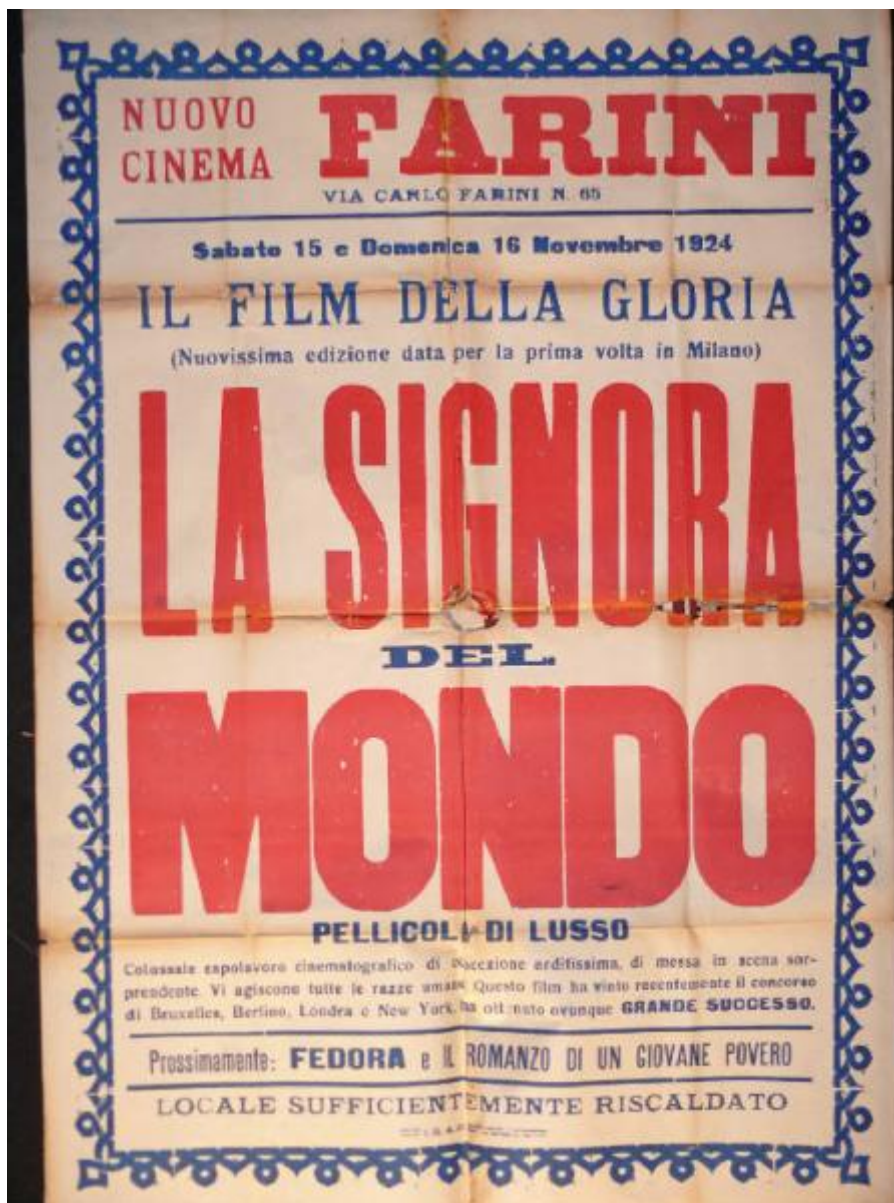 NUOVO
CINEMA
FARINI
VIA CARLO FARINI N. 65
Sabato 15 e Domenica 16 Novembre 1924
IL FILM DELLA GLORIA
(Nuovissima edizione data per la prima volta in Milano)
LA SIGNORA
DEL
MONDO
PELLICOLA DI LUSSO
Colossale capolavoro cinematografico di arditissima, di messa in scena sor-
prendente. Vi agiscono tutte le razze umane. Questo film ha vinto recentemente il concorso
di Bruxelles, Berlino, Londra e New York, ha ottenuto ovunque GRANDE SUCCESSO.
Prossimamente: FEDORA e IL ROMANZO DI UN GIOVANE POVERO
LOCALE SUFFICIENTEMENTE RISCALDATO